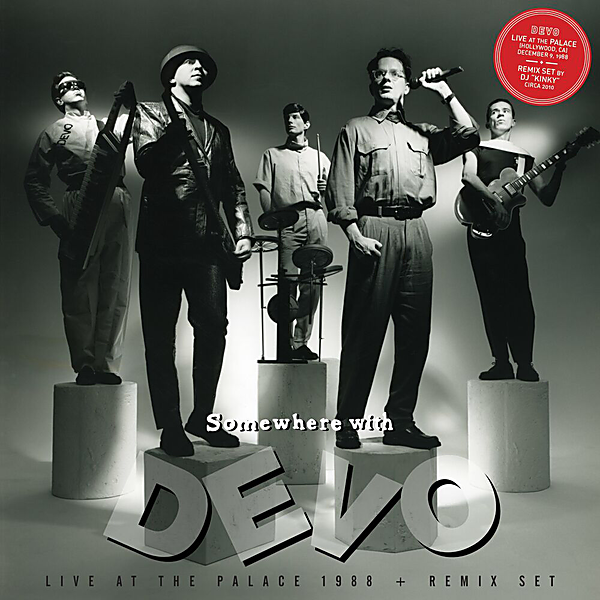 DEVO
LIVE AT THE PALACE
(HOLLYWOOD, CA)
DECEMBER 9, 1988
REMIX SET BY
DJ "KINKY"
CIRCA 2010
DEVO
Somewhere with
DEVO
LIVE AT THE PALACE 1988 + REMIX SET